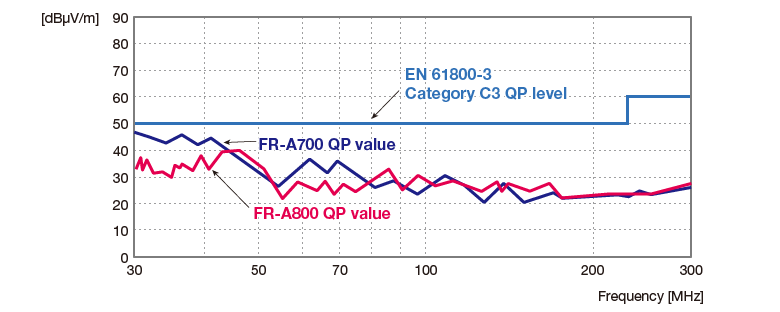 [dBµV/m]
90
80
70
60
50
40
30
20
10
0
EN 61800-3
Category C3 QP level
FR-A700 QP value
FR-A800 QP value
30 50 70 100 200 300
Frequency [MHz]